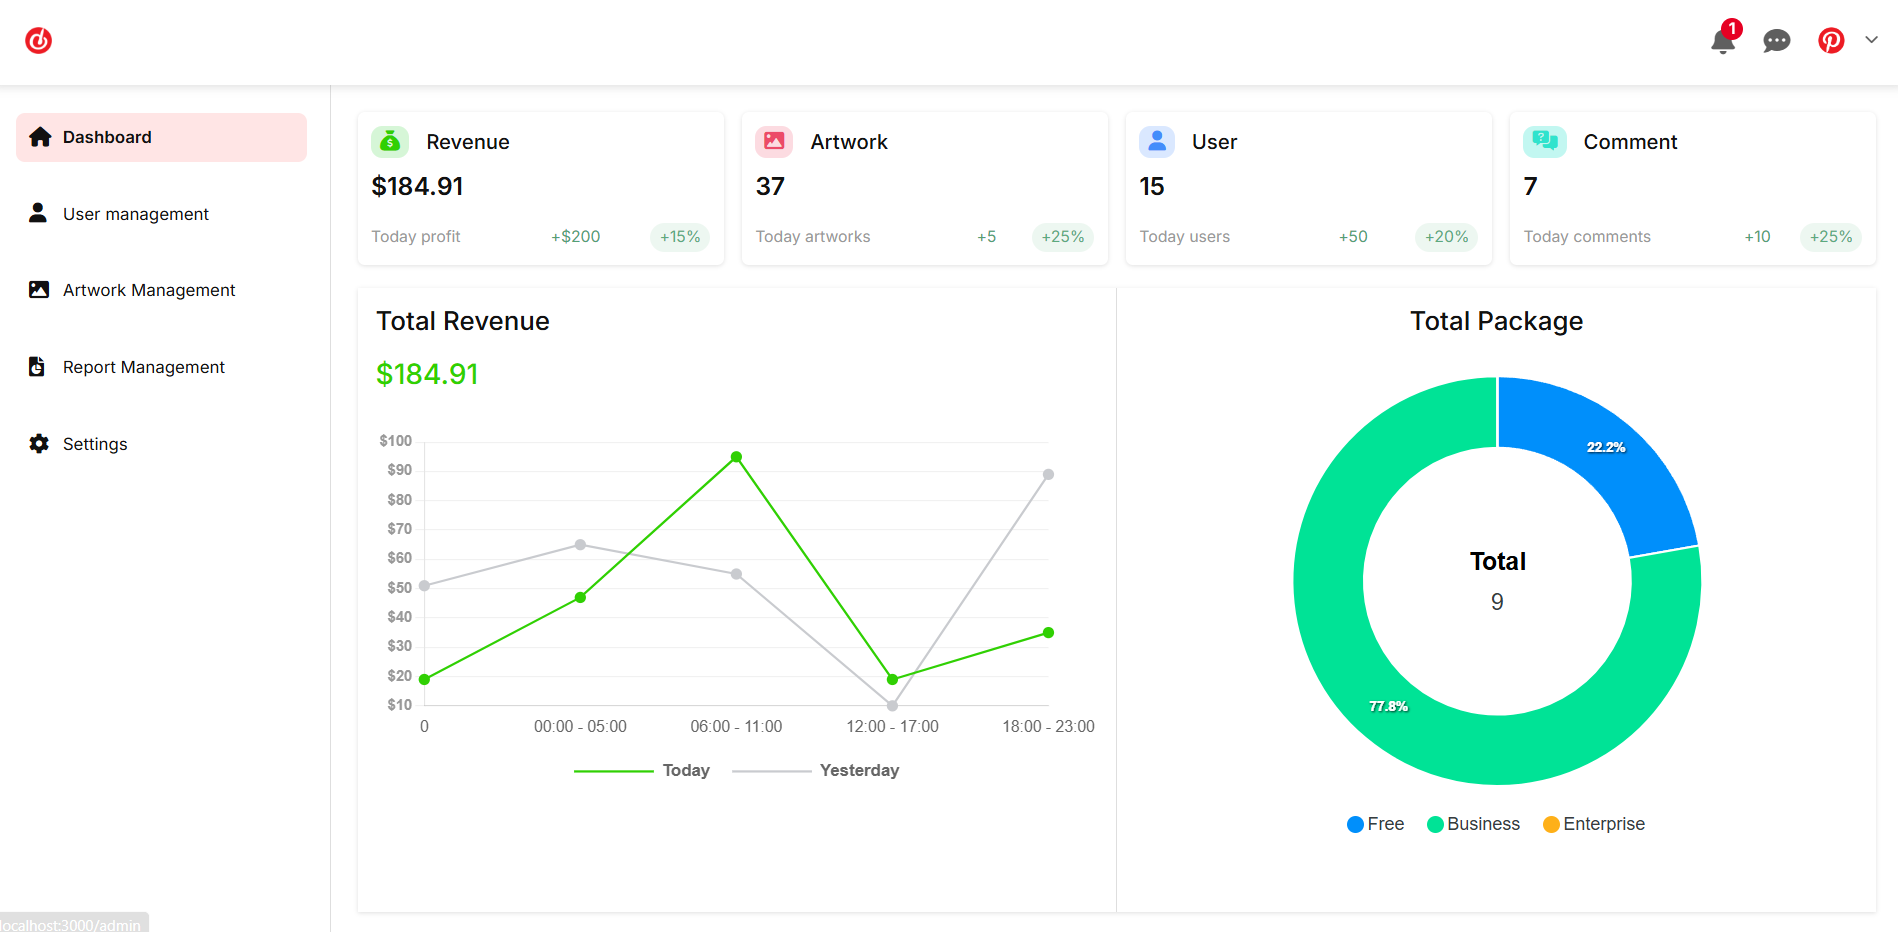 1
Dashboard
User management
Artwork Management
Report Management
Settings
Revenue
$184.91
Today profit +$200 +15%
Artwork
37
Today artworks +5 +25%
User
15
Today users +50 +20%
Comment
7
Today comments +10 +25%
Total Revenue
$184.91
$100
$90
$80
$70
$60
$50
$40
$30
$20
$10
0 00:00 - 05:00 06:00 - 11:00 12:00 - 17:00 18:00 - 23:00
Today Yesterday
Total Package
22.2%
Total
9
77.8%
Free Business Enterprise
localhost:3000/admin